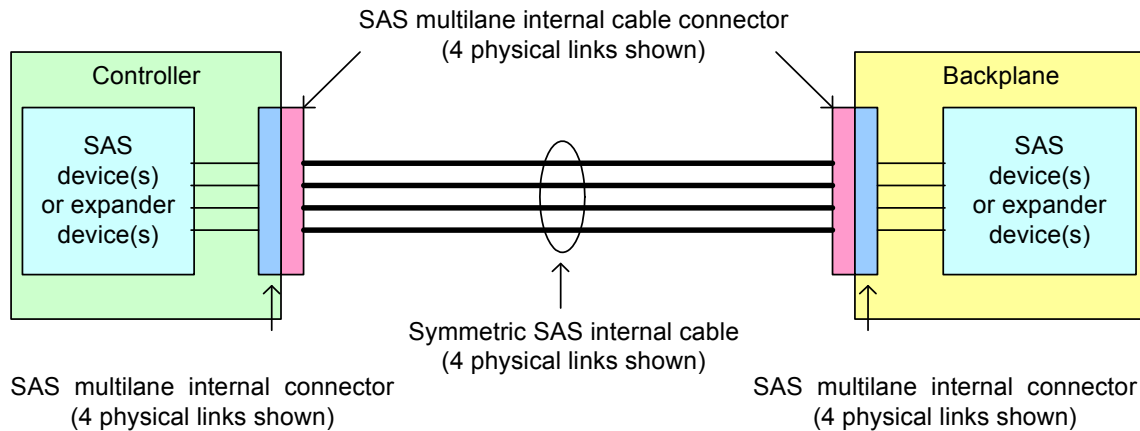 SAS multilane internal cable connector
(4 physical links shown)
Controller
Backplane
SAS
device(s)
or expander
device(s)
SAS
device(s)
or expander
device(s)
Symmetric SAS internal cable
(4 physical links shown)
SAS multilane internal connector
(4 physical links shown)
SAS multilane internal connector
(4 physical links shown)